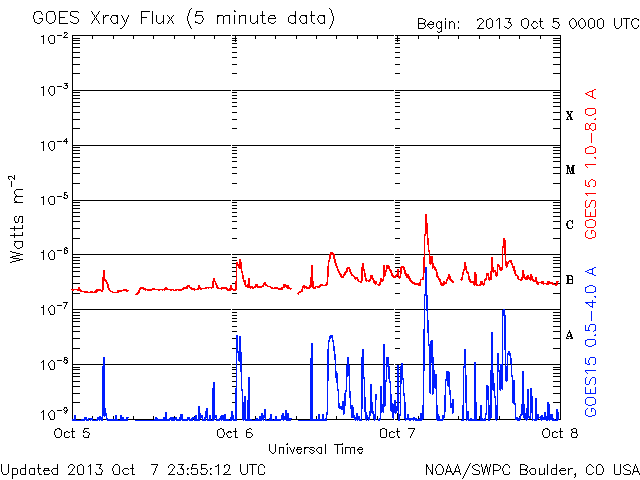 GOES Xray Flux (5 minute data)
Begin: 2013 Oct 5 0000 UTC
10⁻²
10⁻³
10⁻⁴
10⁻⁵
10⁻⁶
10⁻⁷
10⁻⁸
10⁻⁹
Watts m⁻²
X
M
C
B
A
GOES15 1.0-8.0 A
GOES15 0.5-4.0 A
Oct 5
Oct 6
Oct 7
Oct 8
Universal Time
Updated 2013 Oct 7 23:55:12 UTC
NOAA/SWPC Boulder, CO USA